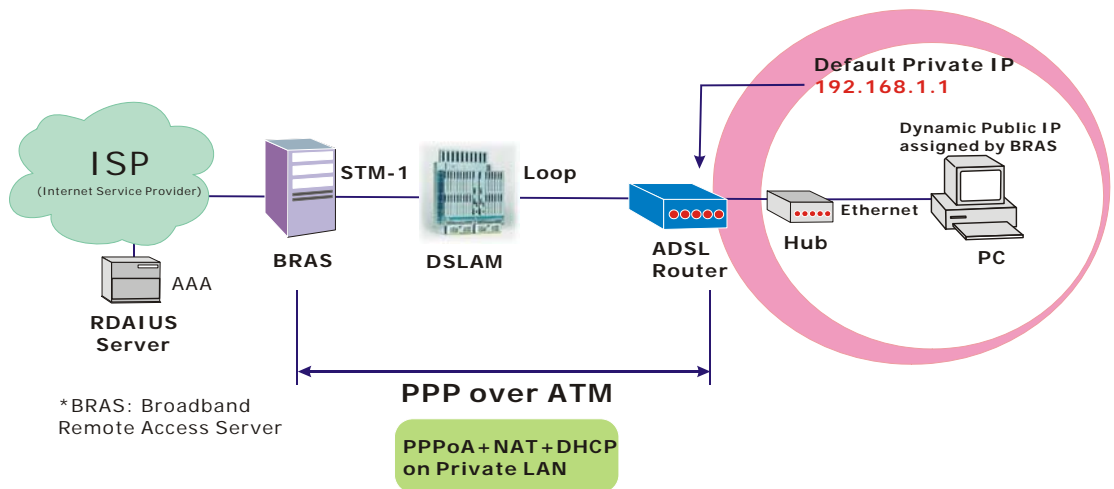 Default Private IP
192.168.1.1
Dynamic Public IP
assigned by BRAS
ISP
(Internet Service Provider)
STM-1
Loop
Ethernet
BRAS
DSLAM
ADSL
Router
Hub
PC
AAA
RDAIUS
Server
PPP over ATM
*BRAS: Broadband
Remote Access Server
PPPoA+NAT+DHCP
on Private LAN